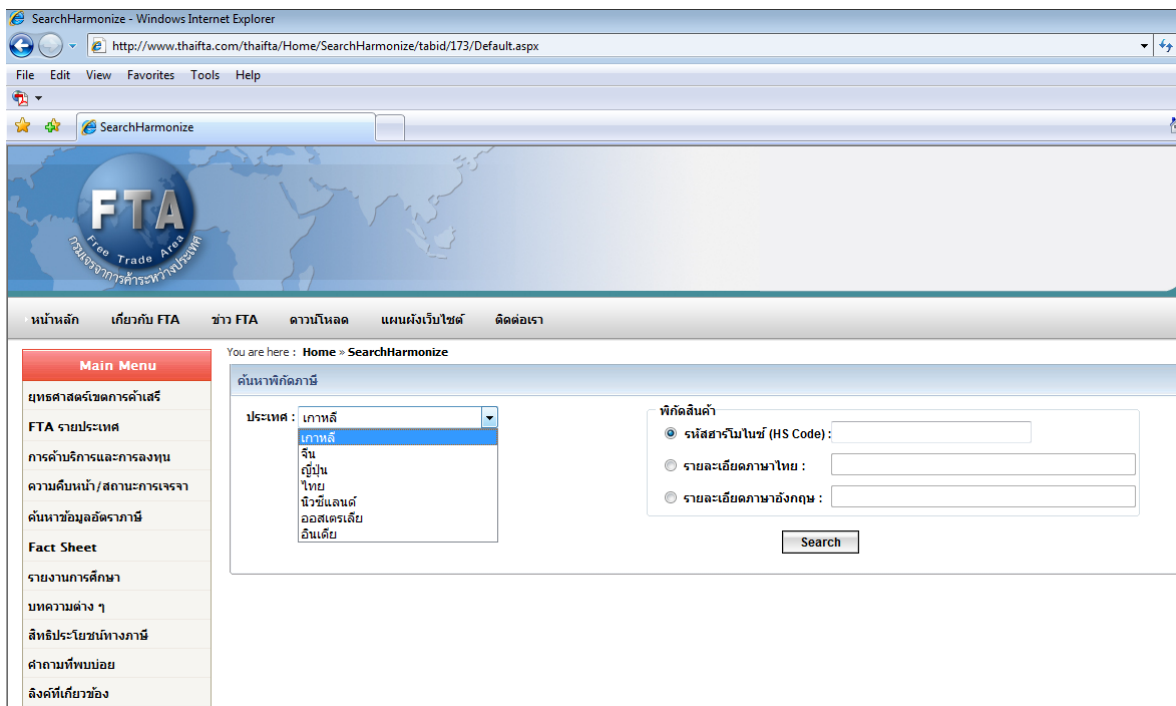 SearchHarmonize - Windows Internet Explorer
http://www.thaifta.com/thaifta/Home/SearchHarmonize/tabid/173/Default.aspx
File Edit View Favorites Tools Help
SearchHarmonize
FTA
Free Trade Area
กรมเจรจาการค้าระหว่างประเทศ
หน้าหลัก เกี่ยวกับ FTA ข่าว FTA ดาวน์โหลด แผนผังเว็บไซต์ ติดต่อเรา
You are here : Home » SearchHarmonize
Main Menu
ยุทธศาสตร์เขตการค้าเสรี
FTA รายประเทศ
การค้าบริการและการลงทุน
ความคืบหน้า/สถานะการเจรจา
ค้นหาข้อมูลอัตราภาษี
Fact Sheet
รายงานการศึกษา
บทความต่าง ๆ
สิทธิประโยชน์ทางภาษี
คำถามที่พบบ่อย
ลิงค์ที่เกี่ยวข้อง
ค้นหาพิกัดภาษี
ประเทศ : เกาหลี
เกาหลี
จีน
ญี่ปุ่น
ไทย
นิวซีแลนด์
ออสเตรเลีย
อินเดีย
พิกัดสินค้า
รหัสฮาร์โมไนซ์ (HS Code) :
รายละเอียดภาษาไทย :
รายละเอียดภาษาอังกฤษ :
Search